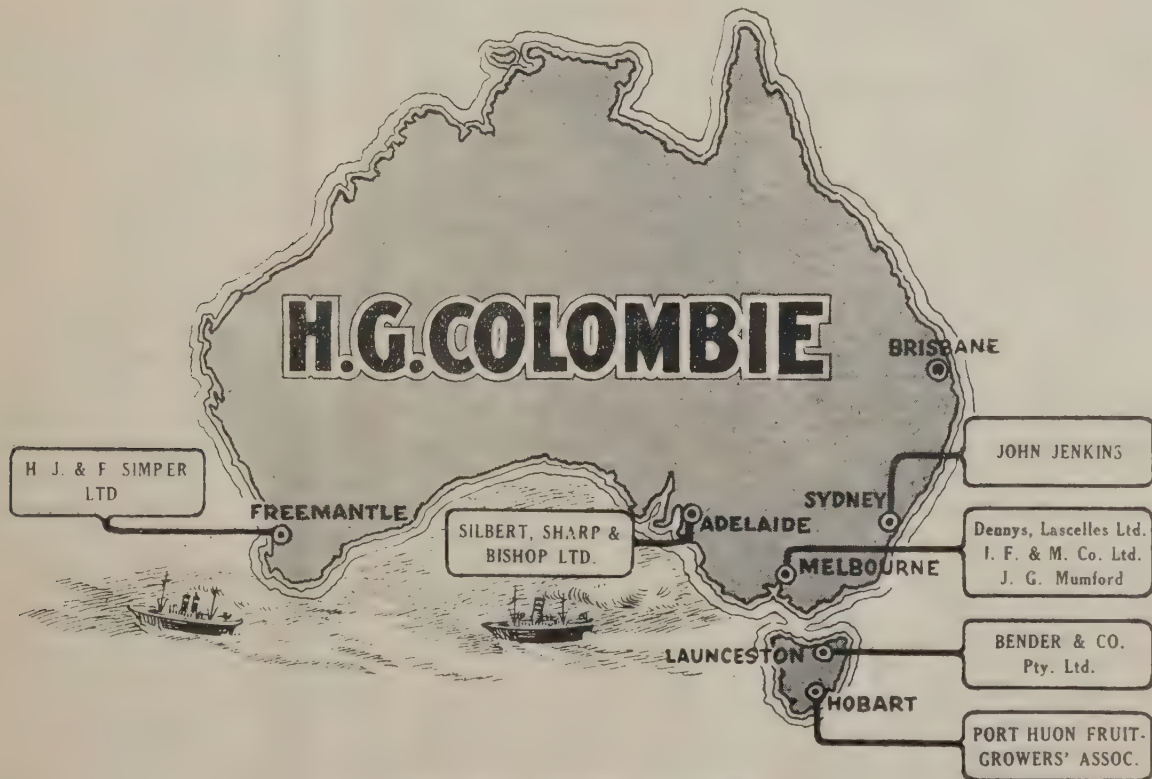 H.G.COLOMBIE
BRISBANE
H J. & F SIMPER
LTD
FREEMANTLE
SILBERT, SHARP &
BISHOP LTD.
ADELAIDE
SYDNEY
JOHN JENKINS
MELBOURNE
Dennys, Lascelles Ltd.
I. F. & M. Co. Ltd.
J. G. Mumford
LAUNCESTON
BENDER & CO.
Pty. Ltd.
HOBART
PORT HUON FRUIT-
GROWERS' ASSOC.